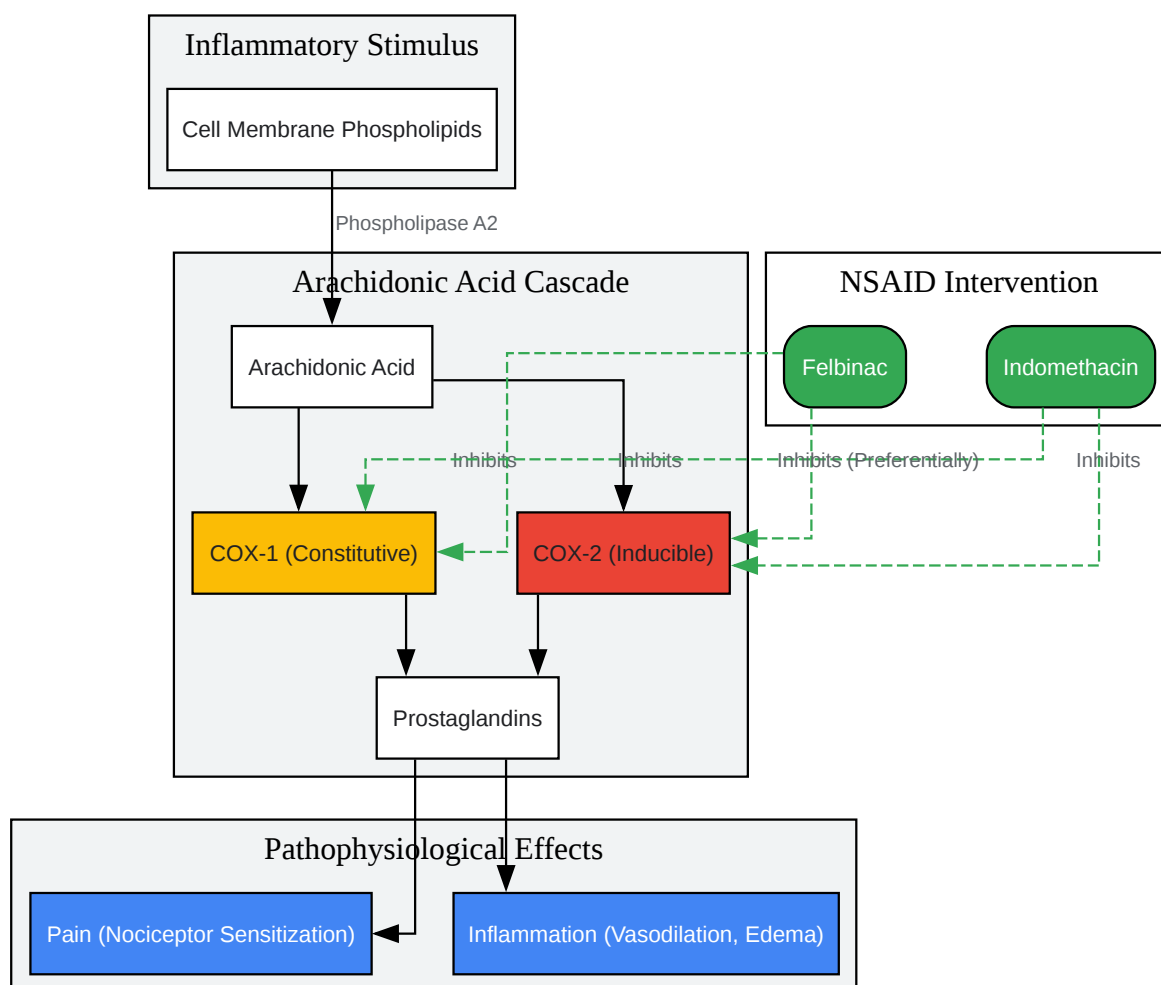 Inflammatory Stimulus
Cell Membrane Phospholipids
Phospholipase A2
Arachidonic Acid Cascade
NSAID Intervention
Arachidonic Acid
Felbinac
Indomethacin
Inhibits
Inhibits
Inhibits (Preferentially)
Inhibits
COX-1 (Constitutive)
COX-2 (Inducible)
Prostaglandins
Pathophysiological Effects
Pain (Nociceptor Sensitization)
Inflammation (Vasodilation, Edema)